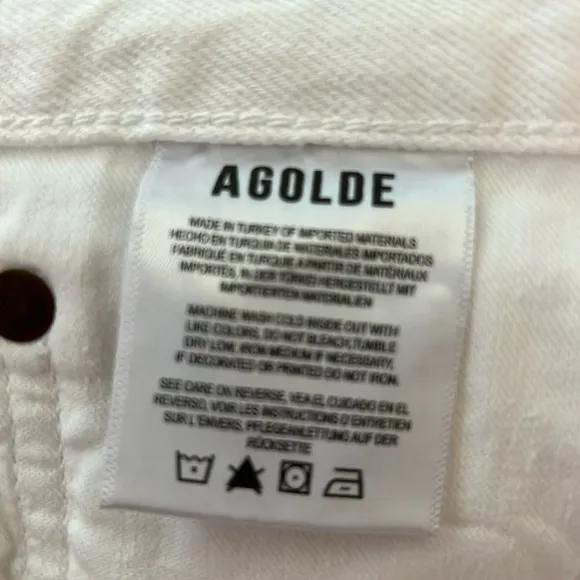 AGOLDE
MADE IN TURKEY OF IMPORTED MATERIALS
HECHO EN TURQUIA DE MATERIALES IMPORTADOS
FABRIQUÉ EN TURQUIE A PARTIR DE MATÉRIAUX
IMPORTÉS, IN DER TÜRKEI HERGESTELLT MIT
IMPORTIERTEN MATERIALIEN
MACHINE WASH COLD INSIDE OUT WITH
LIKE COLORS, DO NOT BLEACH, TUMBLE
DRY LOW, IRON MEDIUM IF NECESSARY,
IF DECORATED OR PRINTED DO NOT IRON.
SEE CARE ON REVERSE, VEA EL CUIDADO EN EL
REVERSO, VOIR LES INSTRUCTIONS D'ENTRETIEN
SUR L'ENVERS, PFLEGEANLEITUNG AUF DER
RÜCKSEITE